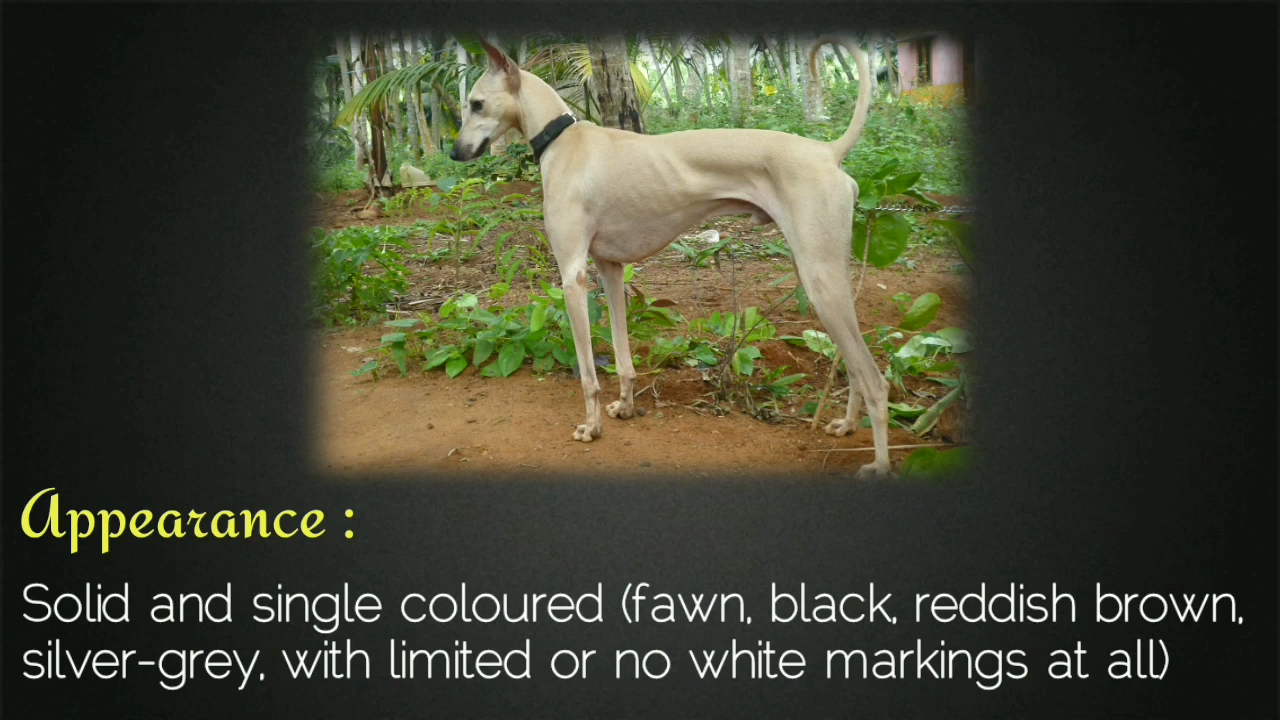 Appearance :
Solid and single coloured (fawn, black, reddish brown,
silver-grey, with limited or no white markings at all)